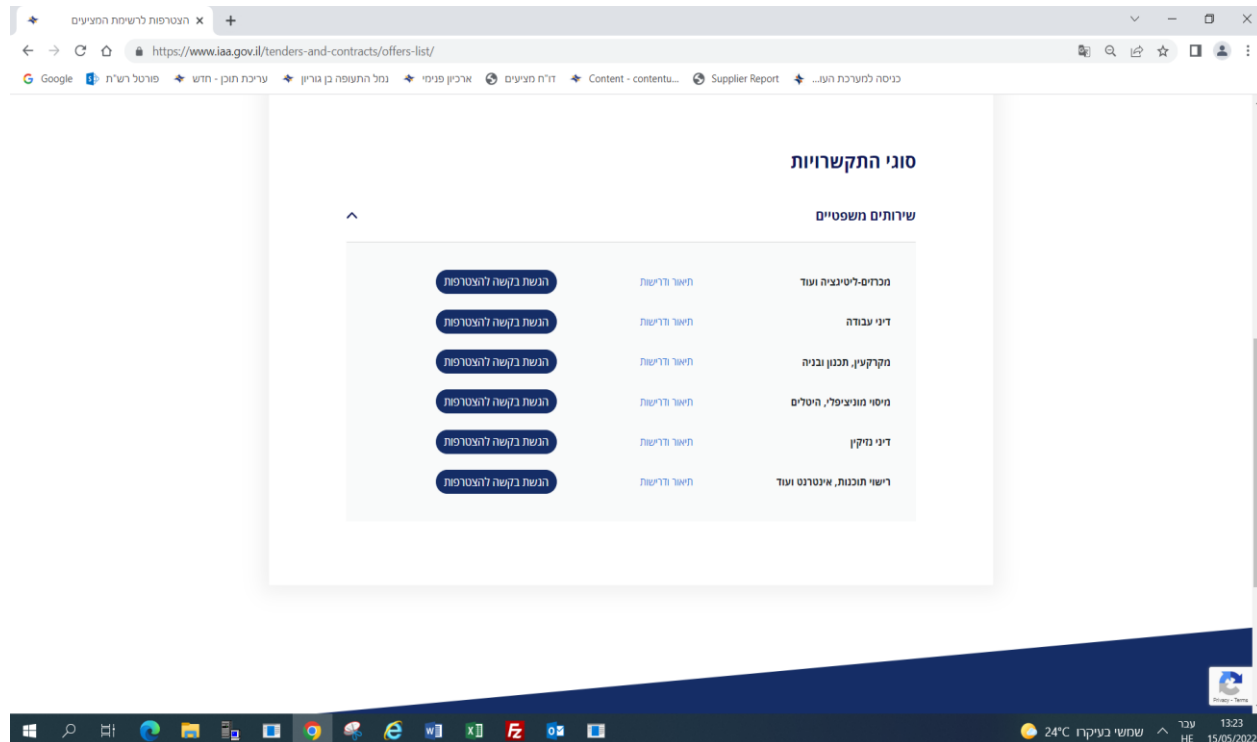 הצטרפות לרשימת המציעים
https://www.iaa.gov.il/tenders-and-contracts/offers-list/
Google פורטל רש"ת עריכת תוכן - חדש נמל התעופה בן גוריון ארכיון פנימי דו"ח מציעים Content - contentu... Supplier Report כניסה למערכת העו...
סוגי התקשרויות
שירותים משפטיים
מכרזים-ליטיגציה ועוד תיאור ודרישות הגשת בקשה להצטרפות
דיני עבודה תיאור ודרישות הגשת בקשה להצטרפות
מקרקעין, תכנון ובניה תיאור ודרישות הגשת בקשה להצטרפות
מיסוי מוניציפלי, היטלים תיאור ודרישות הגשת בקשה להצטרפות
דיני נזיקין תיאור ודרישות הגשת בקשה להצטרפות
רישוי תוכנות, אינטרנט ועוד תיאור ודרישות הגשת בקשה להצטרפות
Privacy - Terms
24°C שמשי בעיקרו
עבר 13:23
HE 15/05/2022